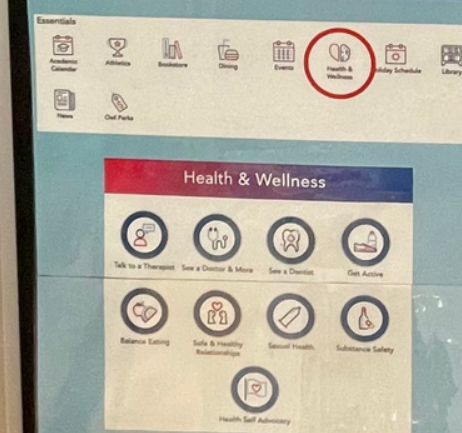 Essentials
Academic Calendar
Athletics
Bookstore
Dining
Events
Health & Wellness
Holiday Schedule
Library
News
Owl Perks
Health & Wellness
Talk to a Therapist
See a Doctor & More
See a Dentist
Get Active
Balance Eating
Safe & Healthy
Relationships
Sexual Health
Substance Safety
Health Self Advocacy